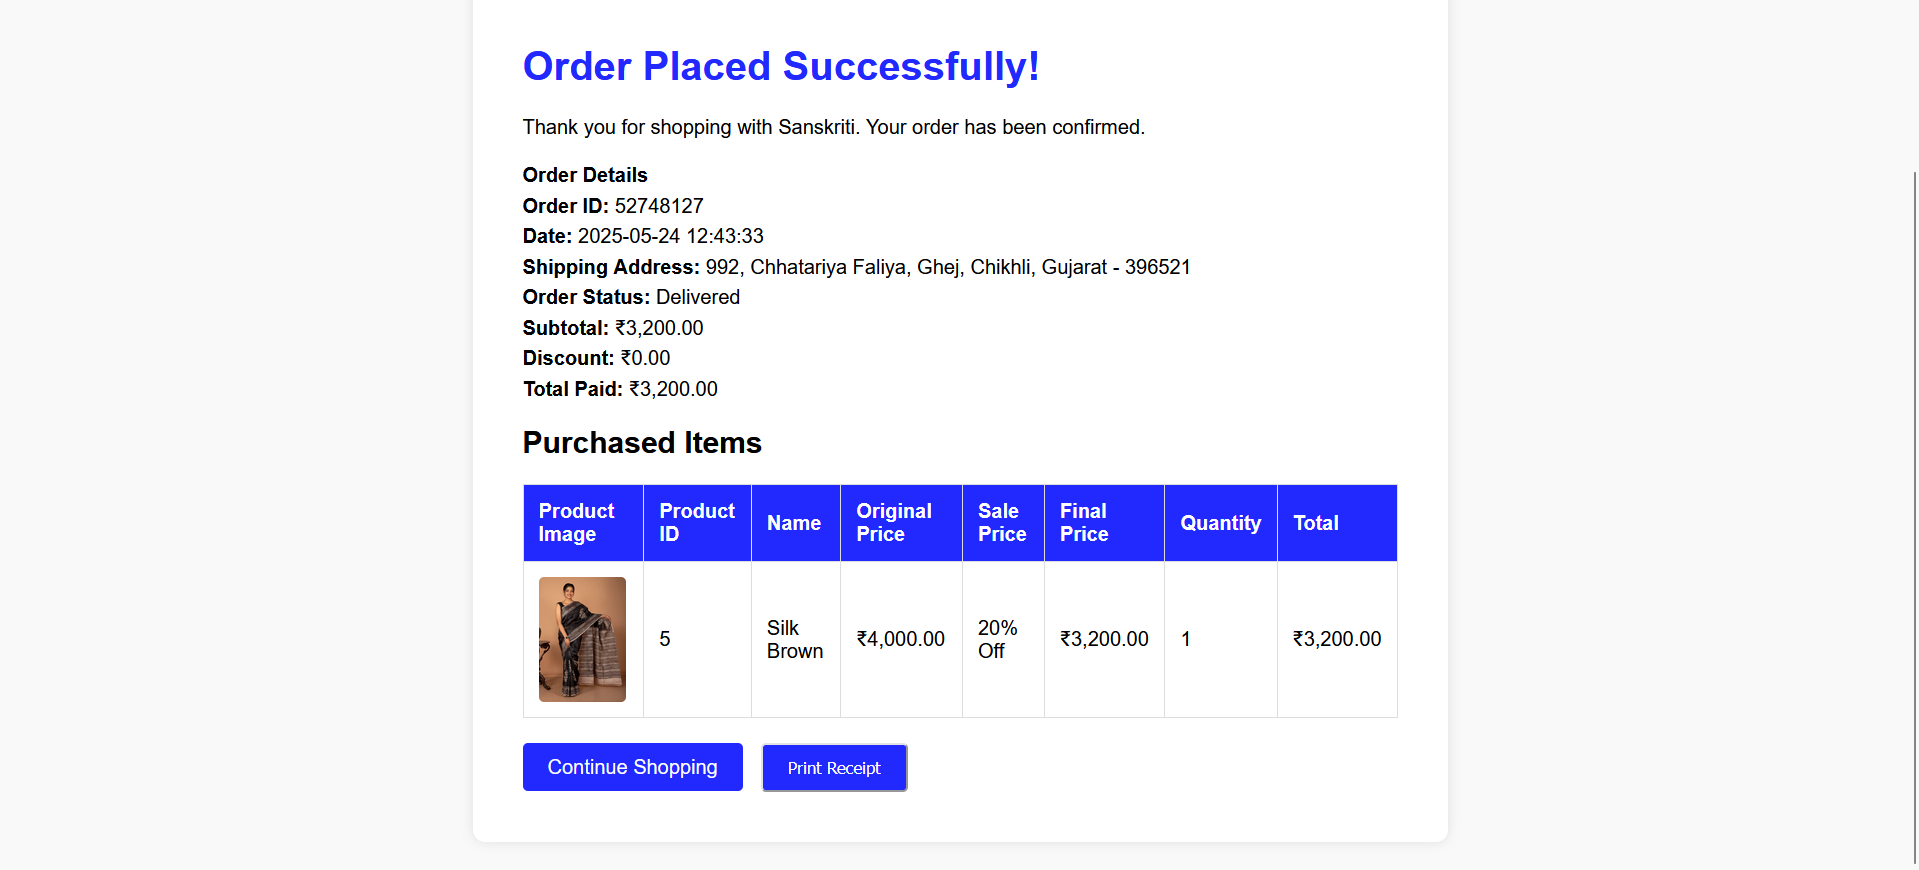 Order Placed Successfully!
Thank you for shopping with Sanskriti. Your order has been confirmed.
Order Details
Order ID: 52748127
Date: 2025-05-24 12:43:33
Shipping Address: 992, Chhatariya Faliya, Ghej, Chikhli, Gujarat - 396521
Order Status: Delivered
Subtotal: ₹3,200.00
Discount: ₹0.00
Total Paid: ₹3,200.00
Purchased Items
Product Image Product ID Name Original Price Sale Price Final Price Quantity Total
5 Silk Brown ₹4,000.00 20% Off ₹3,200.00 1 ₹3,200.00
Continue Shopping Print Receipt